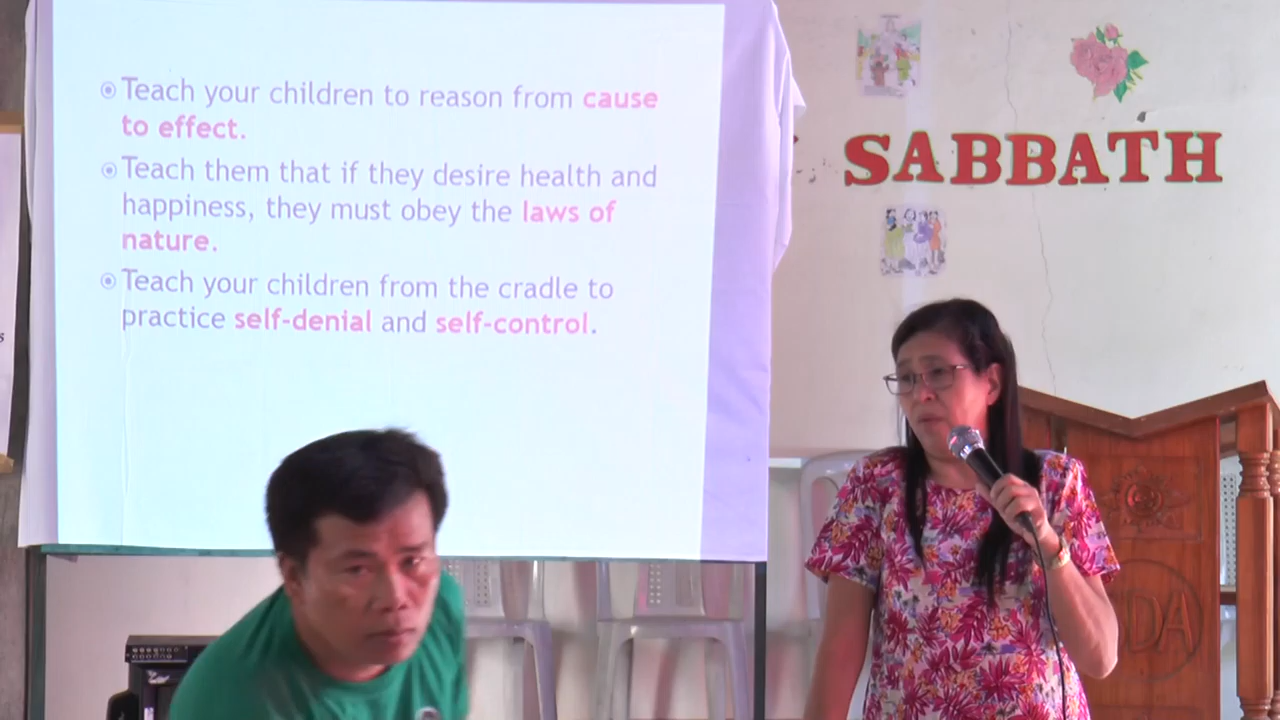 Teach your children to reason from cause
to effect.
Teach them that if they desire health and
happiness, they must obey the laws of
nature.
Teach your children from the cradle to
practice self-denial and self-control.
SABBATH
SDA